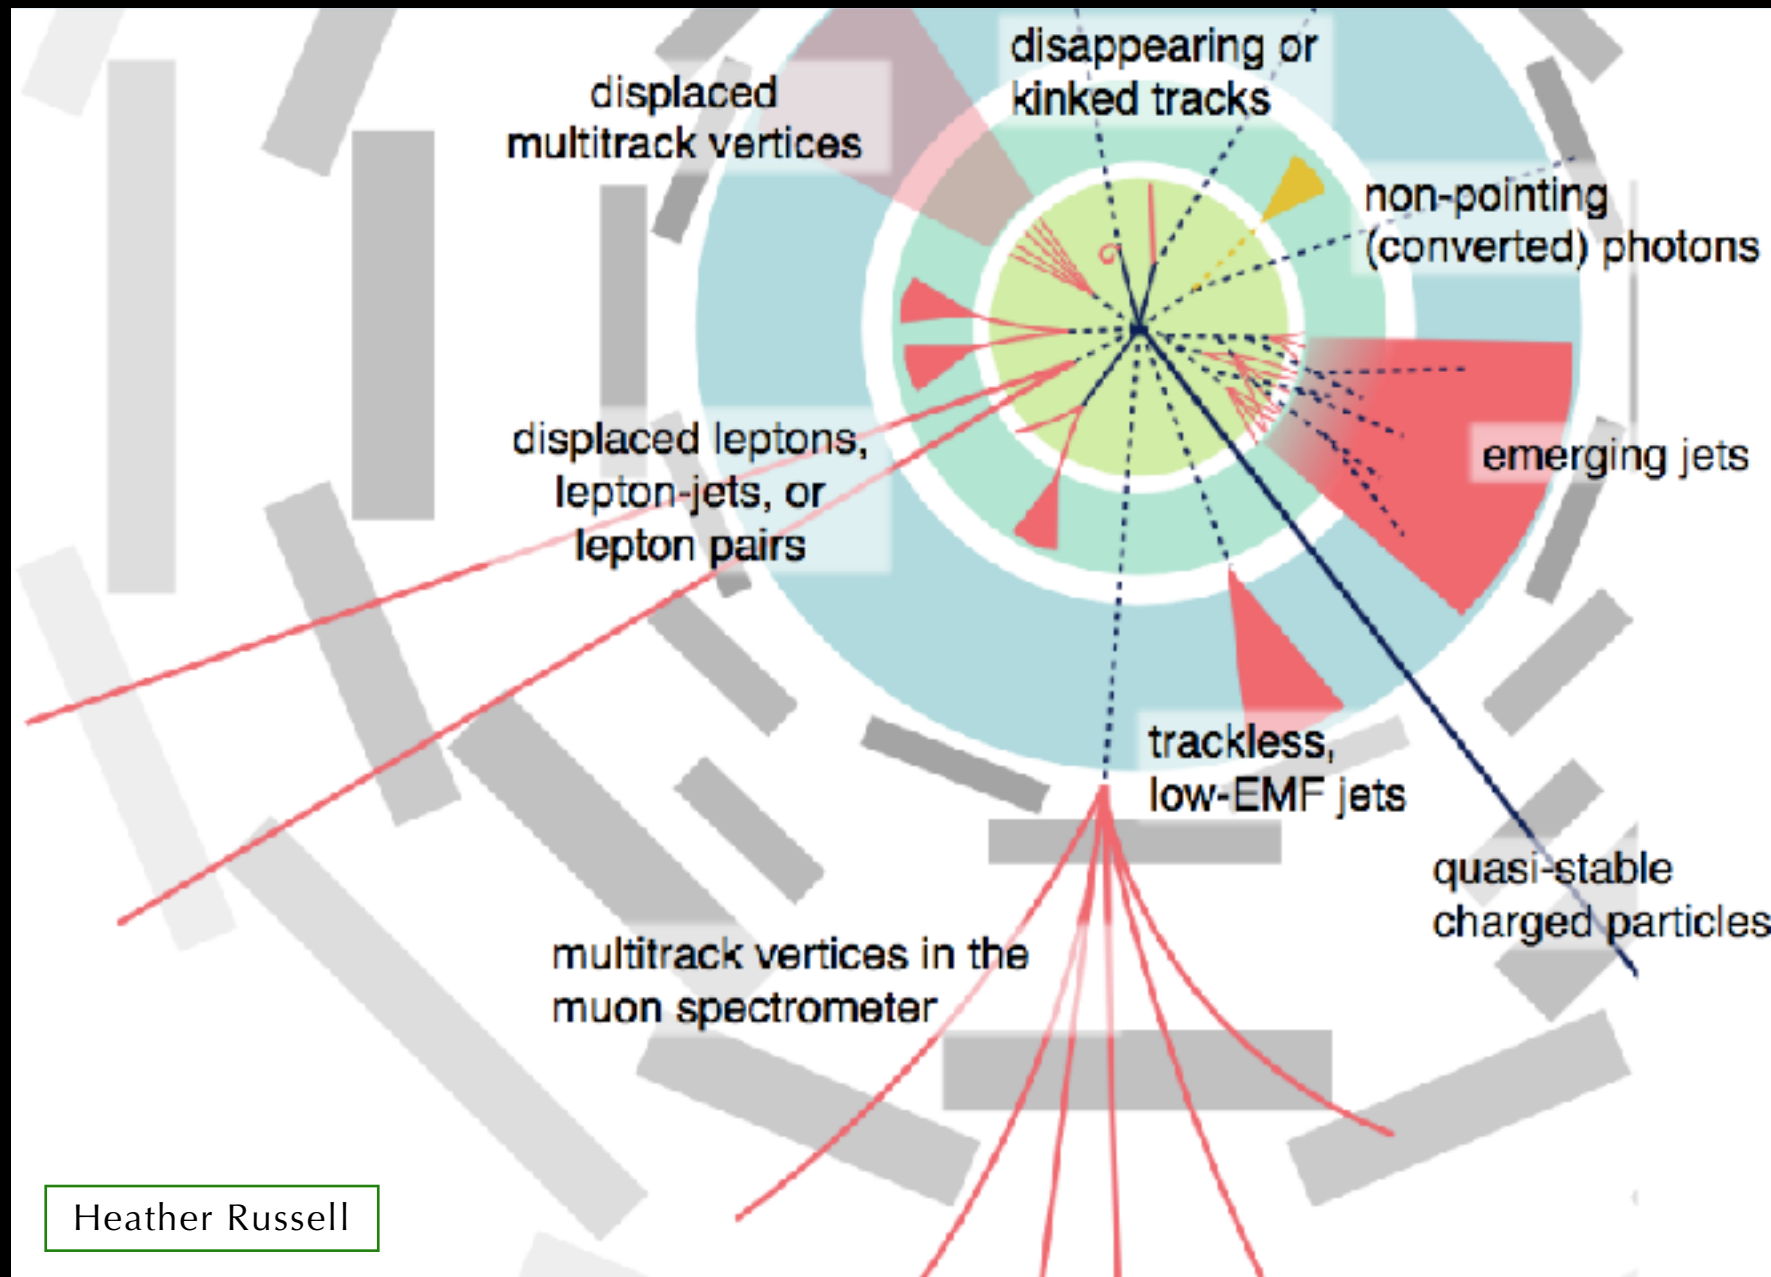 disappearing or
kinked tracks
displaced
multitrack vertices
non-pointing
(converted) photons
displaced leptons,
lepton-jets, or
lepton pairs
emerging jets
trackless,
low-EMF jets
quasi-stable
charged particles
multitrack vertices in the
muon spectrometer
Heather Russell